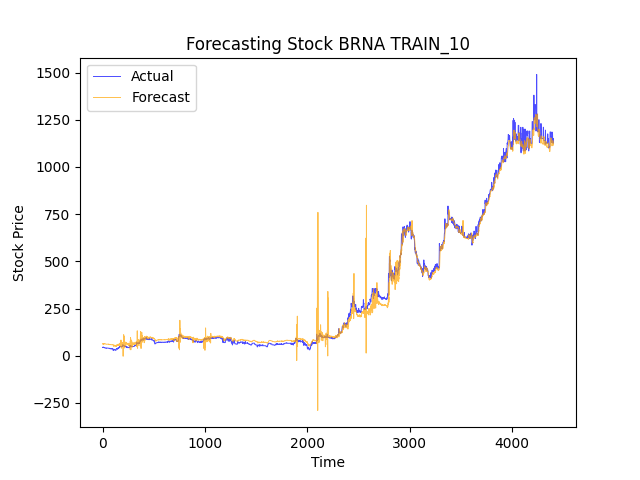 Forecasting Stock BRNA TRAIN_10
Actual
Forecast
1500
1250
1000
750
500
250
0
−250
Stock Price
0 1000 2000 3000 4000
Time